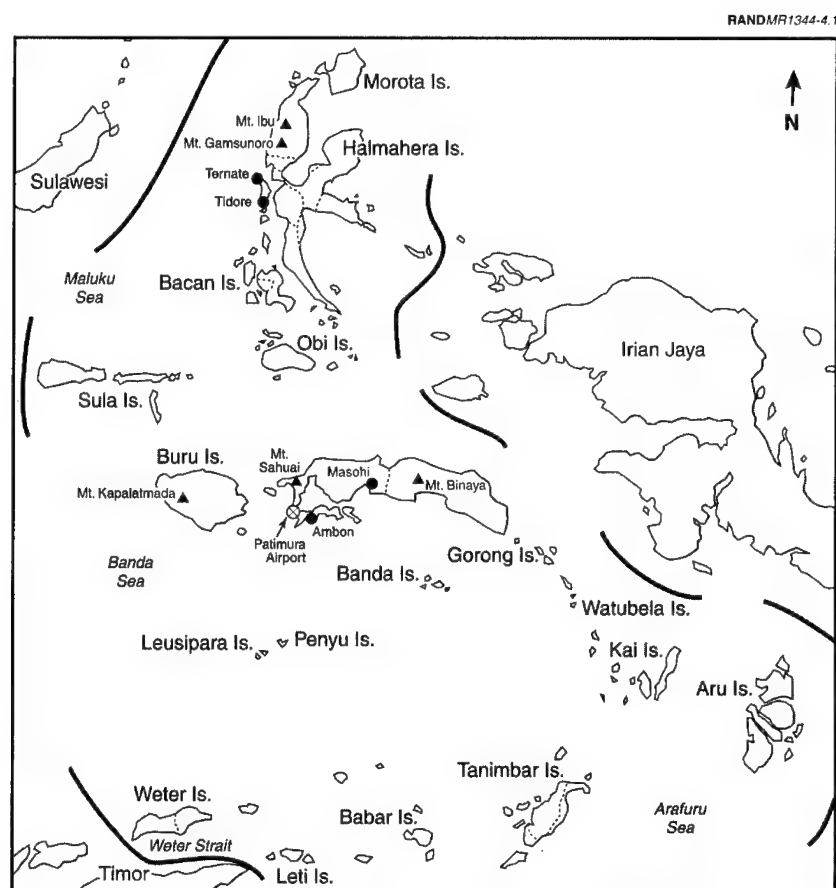 RANDMR1344-4.1
Morota Is.
N
Mt. Ibu
Mt. Gamsunoro
Halmahera Is.
Sulawesi
Ternate
Tidore
Maluku
Sea
Bacan Is.
Obi Is.
Irian Jaya
Sula Is.
Buru Is.
Mt.
Sahuai
Masohi
Mt. Kapalatmada
Mt. Binaya
Patimura
Airport
Ambon
Gorong Is.
Banda
Sea
Banda Is.
Watubela Is.
Leusipara Is.
Penyu Is.
Kai Is.
Aru Is.
Tanimbar Is.
Weter Is.
Babar Is.
Arafuru
Sea
Weter Strait
Timor
Leti Is.